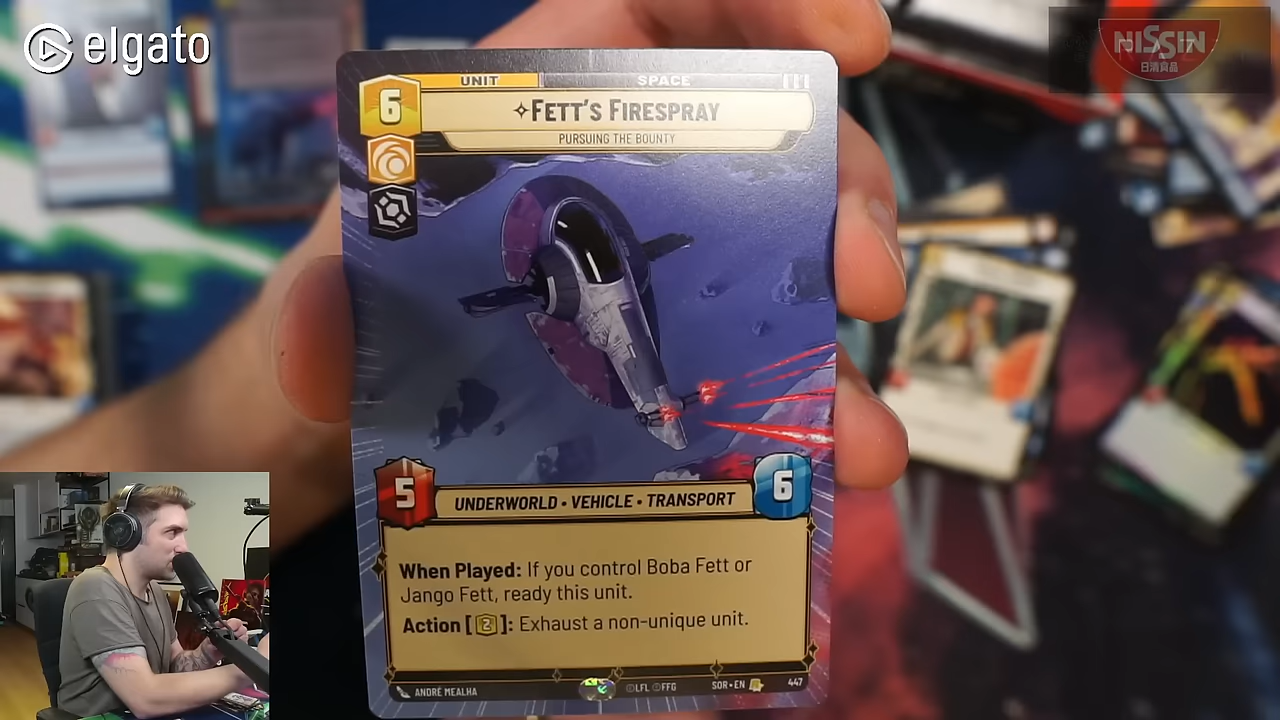 elgato
NISSIN
日清食品
UNIT
SPACE
6
FETT'S FIRESPRAY
PURSUING THE BOUNTY
5
UNDERWORLD • VEHICLE • TRANSPORT
6
When Played: If you control Boba Fett or
Jango Fett, ready this unit.
Action [2]: Exhaust a non-unique unit.
ANDRÉ MEALHA
©LFL ©FFG
SOR • EN
447